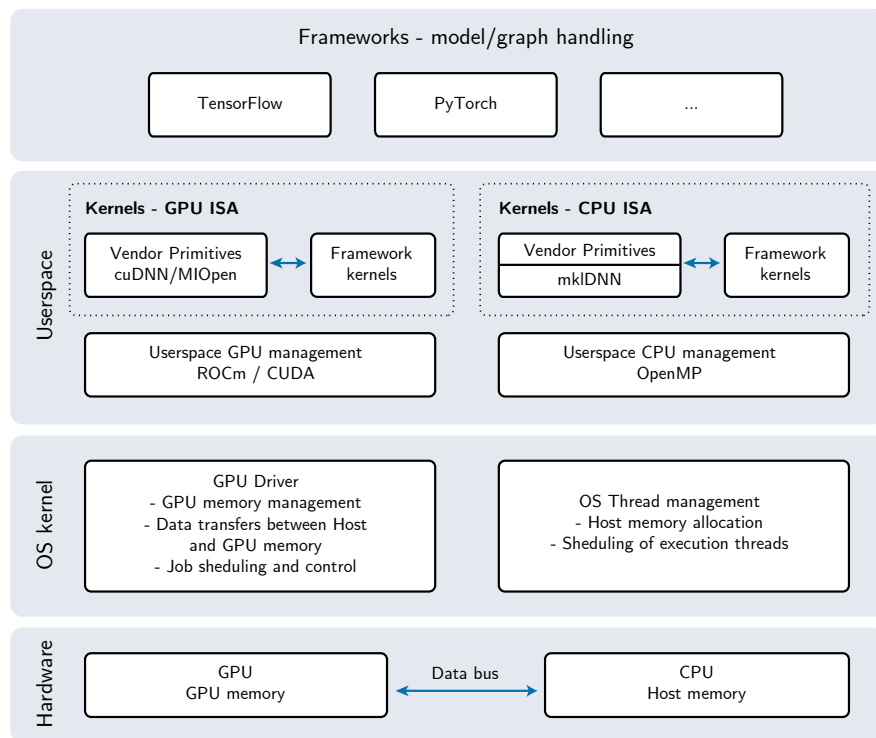 Frameworks - model/graph handling
TensorFlow
PyTorch
...
Userspace
Kernels - GPU ISA
Vendor Primitives
cuDNN/MIOpen
Framework
kernels
Kernels - CPU ISA
Vendor Primitives
mklDNN
Framework
kernels
Userspace GPU management
ROCm / CUDA
Userspace CPU management
OpenMP
OS kernel
GPU Driver
- GPU memory management
- Data transfers between Host
and GPU memory
- Job sheduling and control
OS Thread management
- Host memory allocation
- Sheduling of execution threads
Hardware
GPU
GPU memory
Data bus
CPU
Host memory